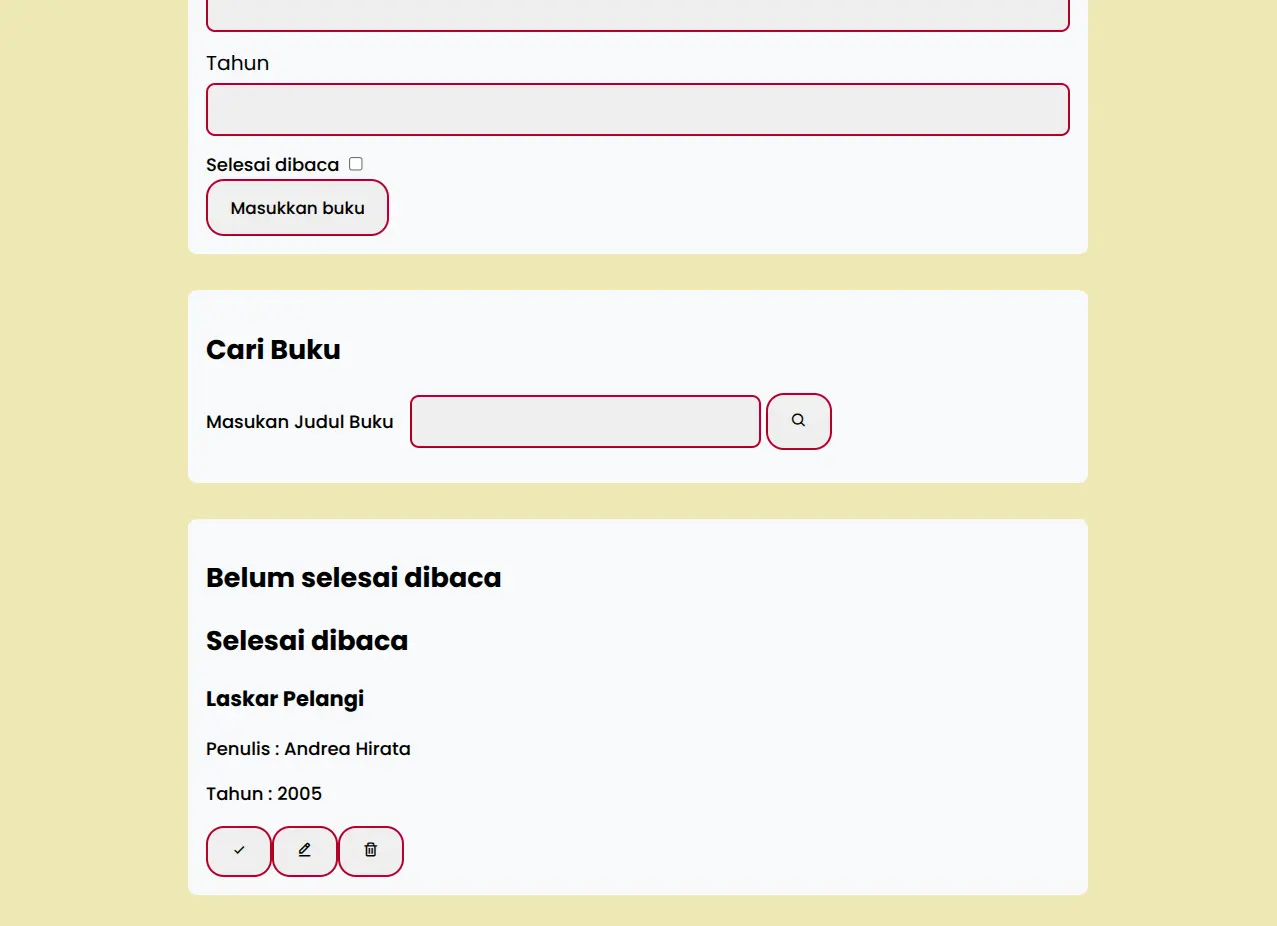 Tahun
Selesai dibaca
Masukkan buku
Cari Buku
Masukan Judul Buku
Belum selesai dibaca
Selesai dibaca
Laskar Pelangi
Penulis : Andrea Hirata
Tahun : 2005